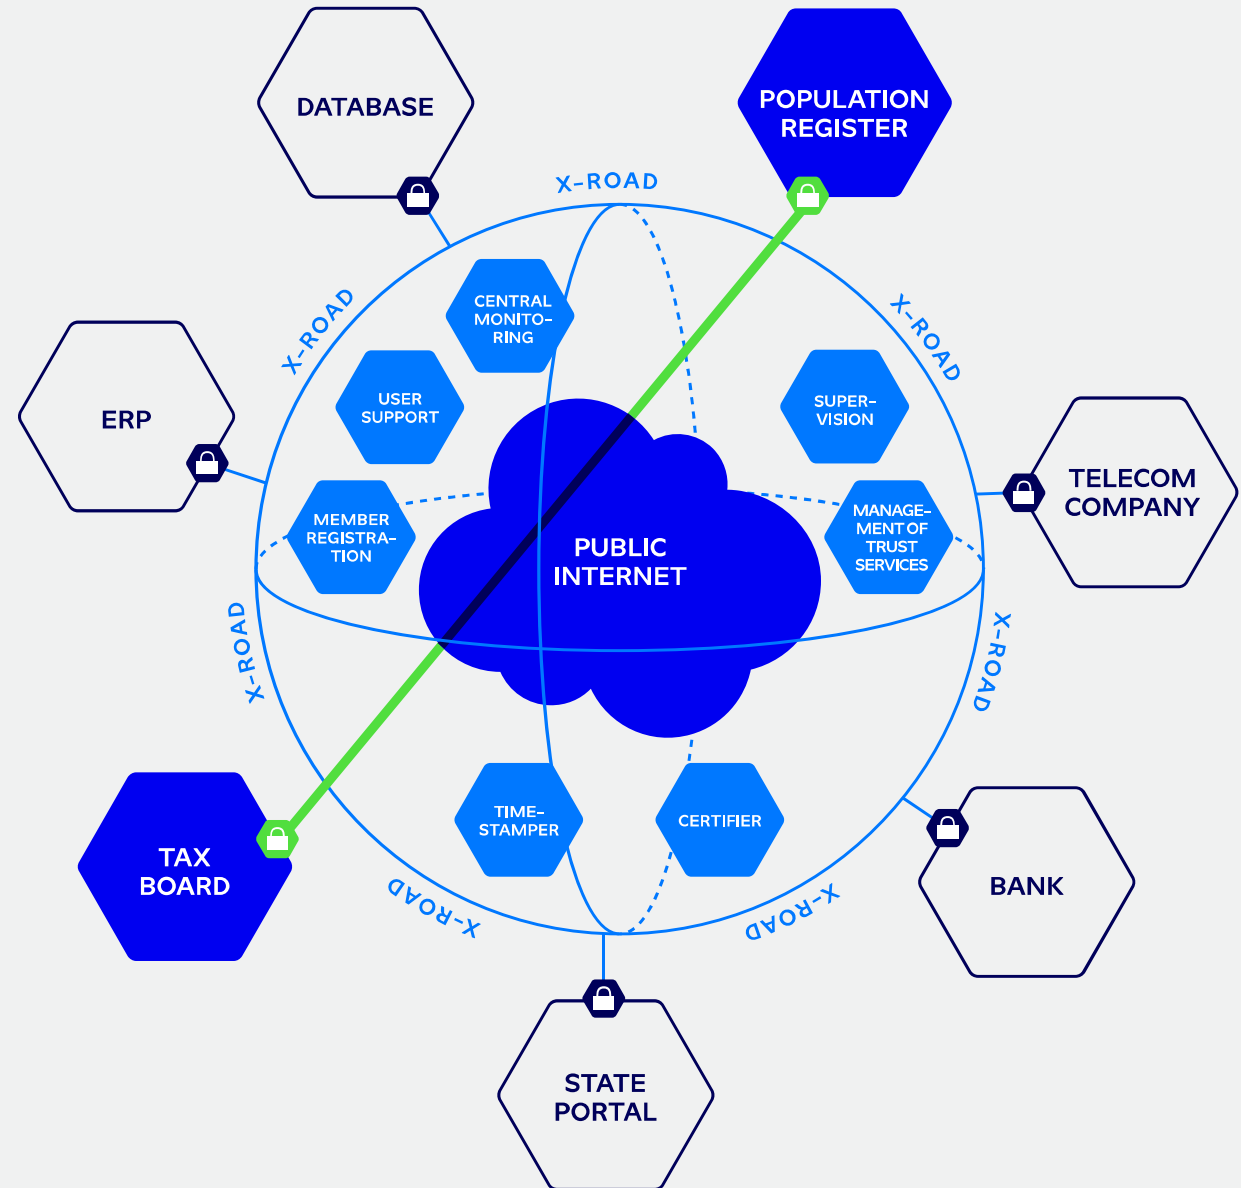 DATABASE
POPULATION
REGISTER
X-ROAD
X-ROAD
X-ROAD
CENTRAL
MONITO-
RING
USER
SUPPORT
SUPER-
VISION
ERP
TELECOM
COMPANY
MEMBER
REGISTRA-
TION
PUBLIC
INTERNET
MANAGE-
MENT OF
TRUST
SERVICES
X-ROAD
X-ROAD
TIME-
STAMPER
CERTIFIER
TAX
BOARD
X-ROAD
X-ROAD
BANK
STATE
PORTAL